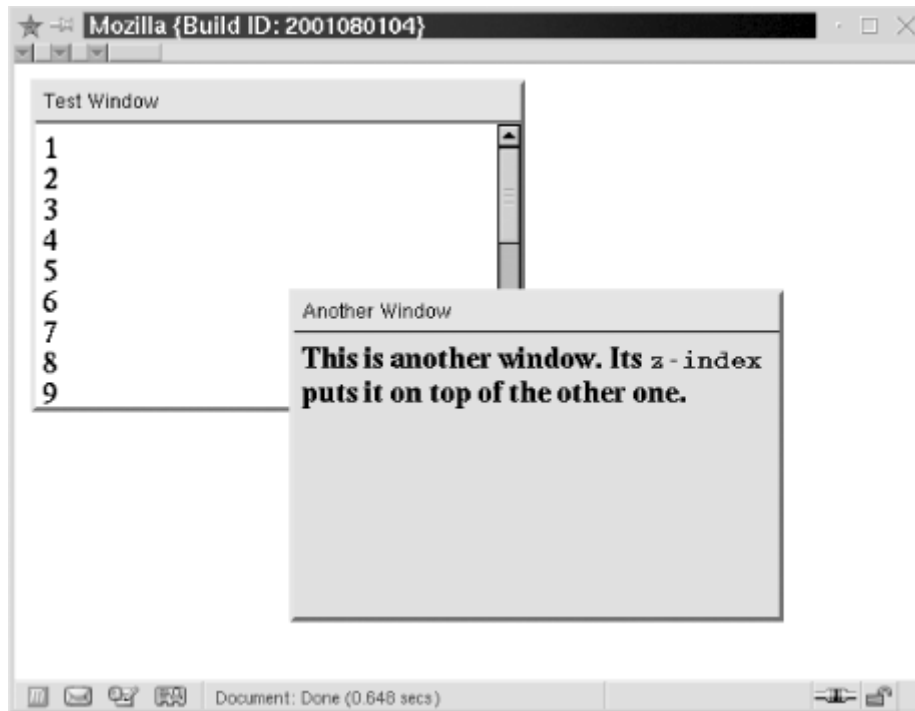 Mozilla {Build ID: 2001080104}
Test Window
1
2
3
4
5
6
7
8
9
Another Window
This is another window. Its z-index
puts it on top of the other one.
Document: Done (0.648 secs)